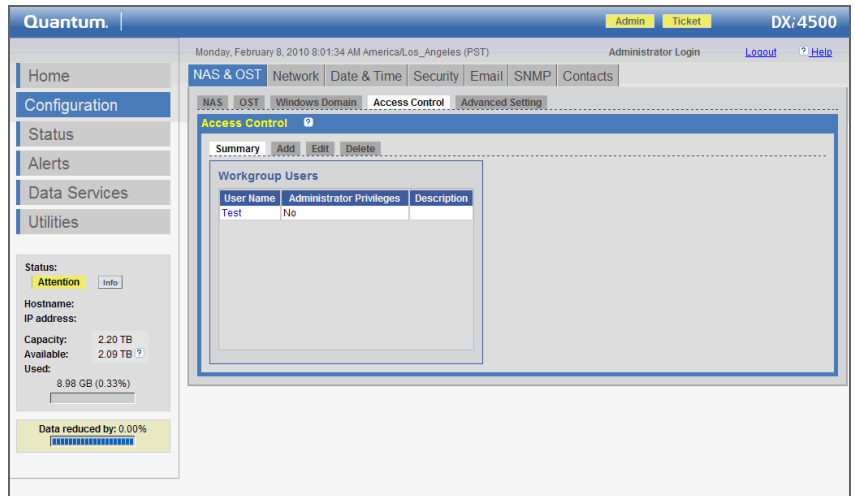 Quantum.
Admin Ticket
DXi4500
Monday, February 8, 2010 8:01:34 AM America/Los_Angeles (PST)
Administrator Login
Logout ? Help
Home
Configuration
Status
Alerts
Data Services
Utilities
Status:
Attention Info
Hostname:
IP address:
Capacity: 2.20 TB
Available: 2.09 TB ?
Used:
8.98 GB (0.33%)
Data reduced by: 0.00%
NAS & OST Network Date & Time Security Email SNMP Contacts
NAS OST Windows Domain Access Control Advanced Setting
Access Control ?
Summary Add Edit Delete
Workgroup Users
User Name Administrator Privileges Description
Test No